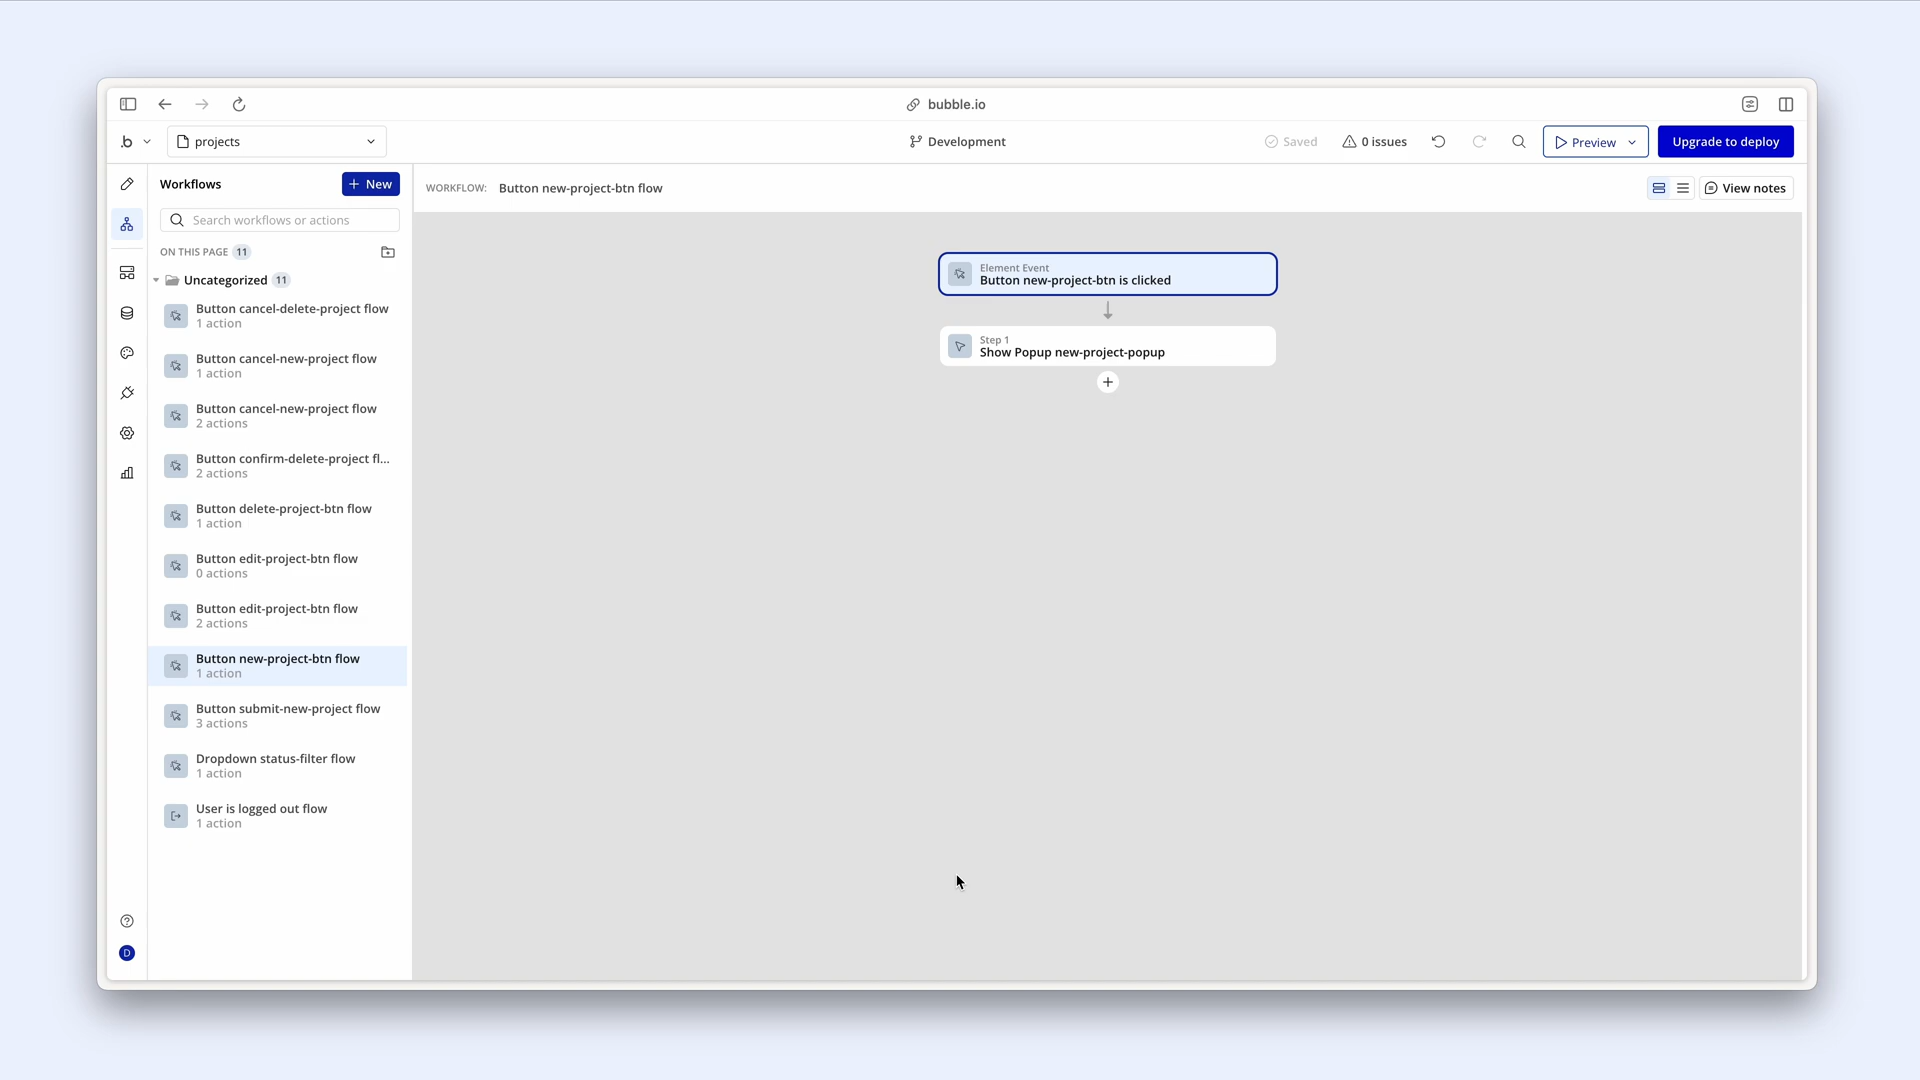 bubble.io
.b
projects
Development
Saved
0 issues
Preview
Upgrade to deploy
Workflows
New
Search workflows or actions
ON THIS PAGE 11
Uncategorized 11
Button cancel-delete-project flow
1 action
Button cancel-new-project flow
1 action
Button cancel-new-project flow
2 actions
Button confirm-delete-project fl...
2 actions
Button delete-project-btn flow
1 action
Button edit-project-btn flow
0 actions
Button edit-project-btn flow
2 actions
Button new-project-btn flow
1 action
Button submit-new-project flow
3 actions
Dropdown status-filter flow
1 action
User is logged out flow
1 action
D
WORKFLOW: Button new-project-btn flow
View notes
Element Event
Button new-project-btn is clicked
Step 1
Show Popup new-project-popup